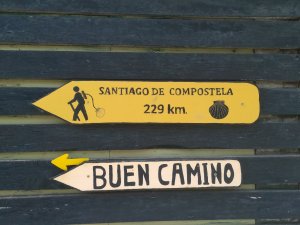 SANTIAGO DE COMPOSTELA
229 km.
BUEN CAMINO